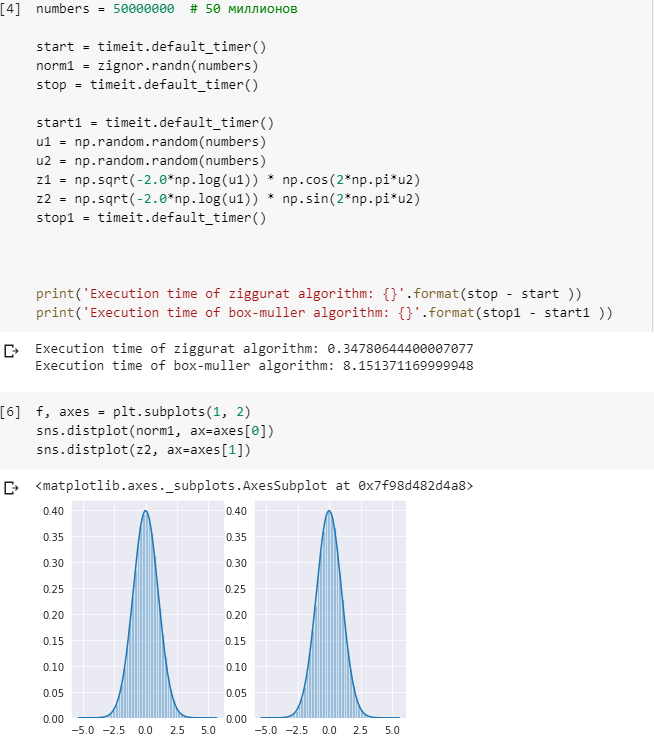 [4] numbers = 50000000 # 50 миллионов
start = timeit.default_timer()
norm1 = zignor.randn(numbers)
stop = timeit.default_timer()
start1 = timeit.default_timer()
u1 = np.random.random(numbers)
u2 = np.random.random(numbers)
z1 = np.sqrt(-2.0*np.log(u1)) * np.cos(2*np.pi*u2)
z2 = np.sqrt(-2.0*np.log(u1)) * np.sin(2*np.pi*u2)
stop1 = timeit.default_timer()
print('Execution time of ziggurat algorithm: {}'.format(stop - start ))
print('Execution time of box-muller algorithm: {}'.format(stop1 - start1 ))
Execution time of ziggurat algorithm: 0.34780644400007077
Execution time of box-muller algorithm: 8.151371169999948
[6] f, axes = plt.subplots(1, 2)
sns.distplot(norm1, ax=axes[0])
sns.distplot(z2, ax=axes[1])
<matplotlib.axes._subplots.AxesSubplot at 0x7f98d482d4a8>
0.40 0.40
0.35 0.35
0.30 0.30
0.25 0.25
0.20 0.20
0.15 0.15
0.10 0.10
0.05 0.05
0.00 0.00
−5.0 −2.5 0.0 2.5 5.0 −5.0 −2.5 0.0 2.5 5.0